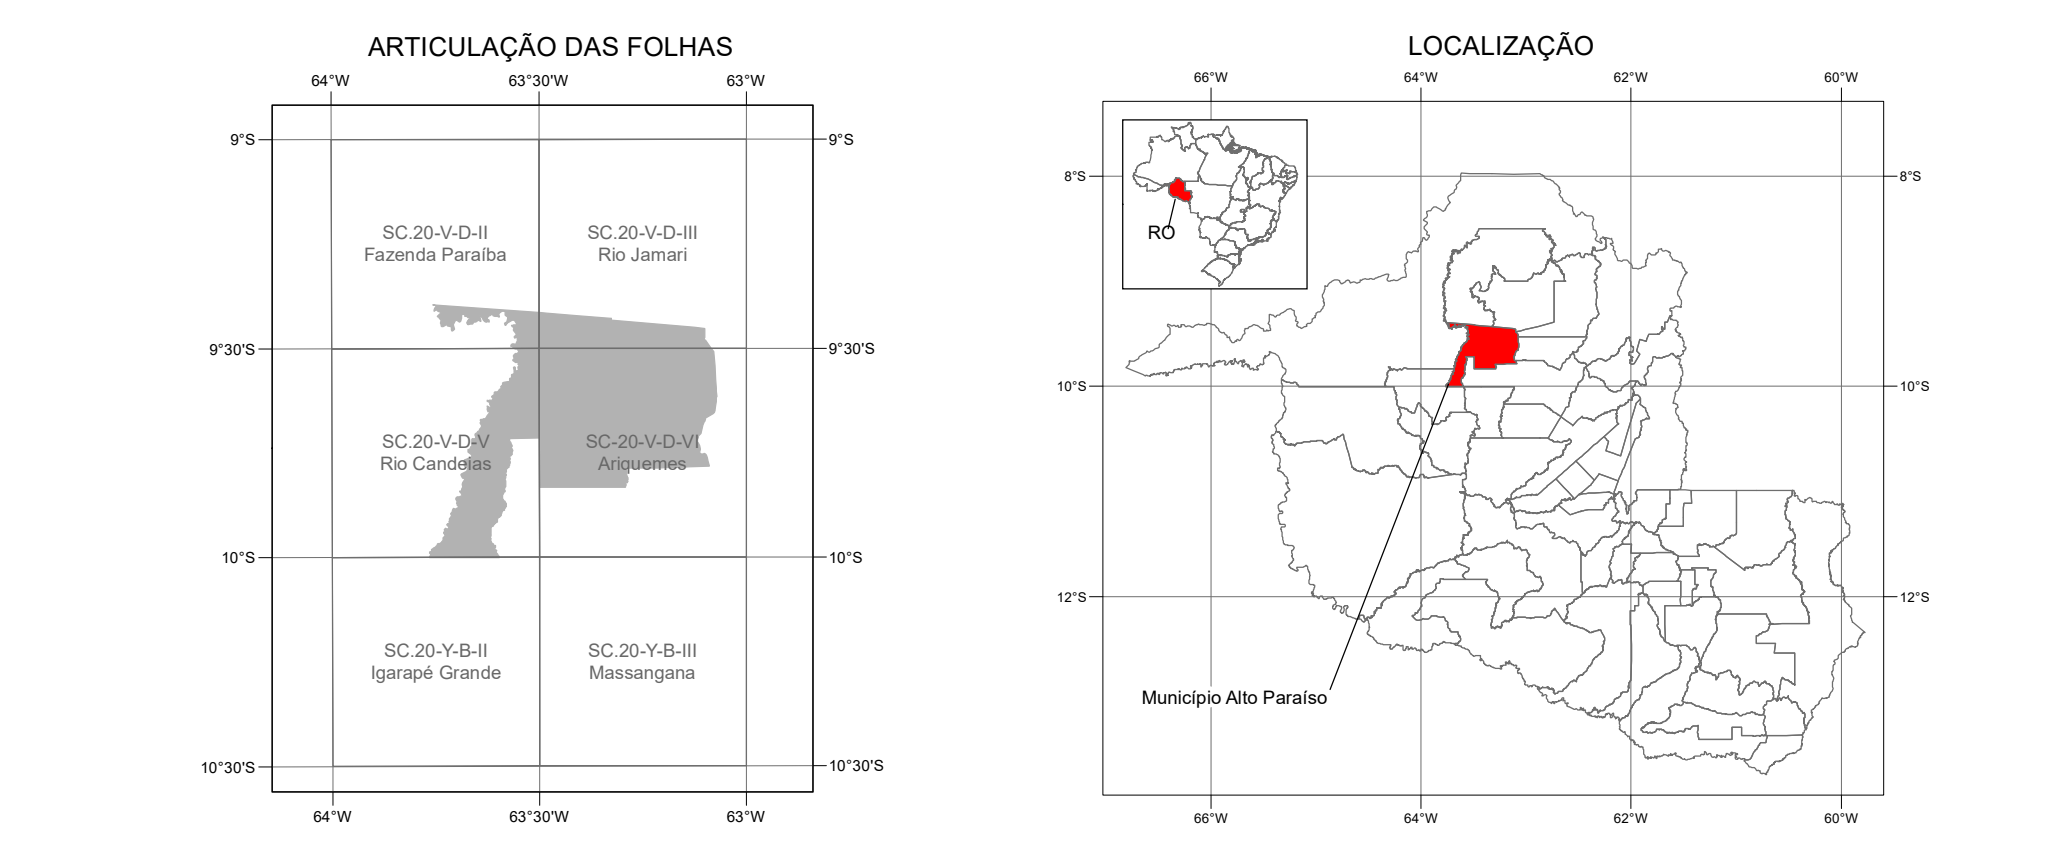 ARTICULAÇÃO DAS FOLHAS
64°W
63°30'W
63°W
9°S
9°S
SC.20-V-D-II
Fazenda Paraíba
SC.20-V-D-III
Rio Jamari
9°30'S
9°30'S
SC.20-V-D-V
Rio Candeias
SC-20-V-D-VI
Ariquemes
10°S
10°S
SC.20-Y-B-II
Igarapé Grande
SC.20-Y-B-III
Massangana
10°30'S
10°30'S
64°W
63°30'W
63°W
LOCALIZAÇÃO
66°W
64°W
62°W
60°W
8°S
8°S
RO
10°S
10°S
12°S
12°S
Município Alto Paraíso
66°W
64°W
62°W
60°W